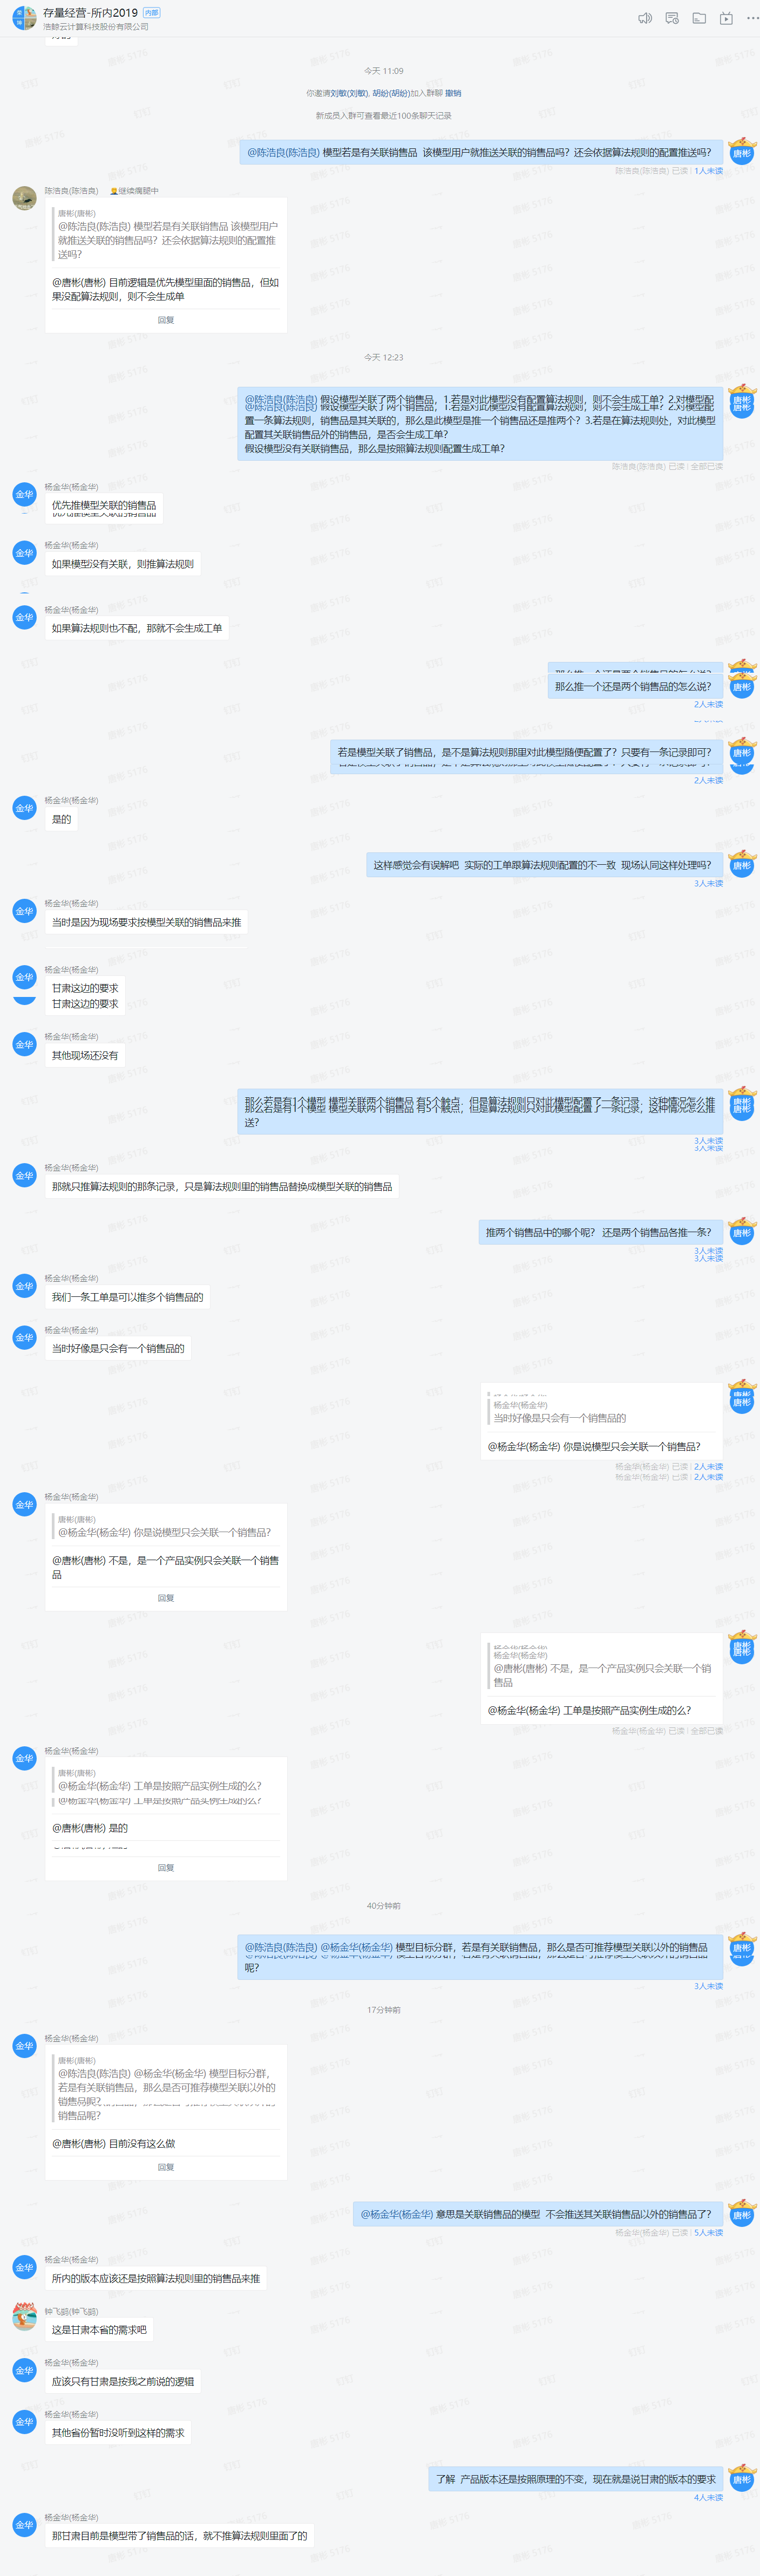 存量经营-所内2019 内部
浩鲸云计算科技股份有限公司
今天 11:09
你邀请刘敏(刘敏), 胡纷(胡纷)加入群聊 撤销
新成员入群可查看最近100条聊天记录
@陈浩良(陈浩良) 模型若是有关联销售品 该模型用户就推送关联的销售品吗？还会依据算法规则的配置推送吗？
唐彬
陈浩良(陈浩良) 已读 | 1人未读
陈浩良(陈浩良) 继续鹰腿中
唐彬(唐彬)
@陈浩良(陈浩良) 模型若是有关联销售品 该模型用户
就推送关联的销售品吗？还会依据算法规则的配置推
送吗？
@唐彬(唐彬) 目前逻辑是优先模型里面的销售品，但如
果没配算法规则，则不会生成单
回复
今天 12:23
@陈浩良(陈浩良) 假设模型关联了两个销售品，1.若是对此模型没有配置算法规则，则不会生成工单？2.对模型配
置一条算法规则，销售品是其关联的，那么是此模型是推一个销售品还是推两个？3.若是在算法规则处，对此模型
配置其关联销售品外的销售品，是否会生成工单？
假设模型没有关联销售品，那么是按照算法规则配置生成工单？
唐彬
陈浩良(陈浩良) 已读 | 全部已读
杨金华(杨金华)
金华
优先推模型关联的销售品
杨金华(杨金华)
金华
如果模型没有关联，则推算法规则
杨金华(杨金华)
金华
如果算法规则也不配，那就不会生成工单
那么推一个还是两个销售品的怎么说？
唐彬
2人未读
若是模型关联了销售品，是不是算法规则那里对此模型随便配置了？只要有一条记录即可？
唐彬
2人未读
杨金华(杨金华)
金华
是的
这样感觉会有误解吧 实际的工单跟算法规则配置的不一致 现场认同这样处理吗？
唐彬
3人未读
杨金华(杨金华)
金华
当时是因为现场要求按模型关联的销售品来推
杨金华(杨金华)
金华
甘肃这边的要求
甘肃这边的要求
杨金华(杨金华)
金华
其他现场还没有
那么若是有1个模型 模型关联两个销售品 有5个触点，但是算法规则只对此模型配置了一条记录，这种情况怎么推
送？
唐彬
3人未读
3人未读
杨金华(杨金华)
金华
那就只推算法规则的那条记录，只是算法规则里的销售品替换成模型关联的销售品
推两个销售品中的哪个呢？ 还是两个销售品各推一条？
唐彬
3人未读
3人未读
杨金华(杨金华)
金华
我们一条工单是可以推多个销售品的
杨金华(杨金华)
金华
当时好像是只会有一个销售品的
杨金华(杨金华)
当时好像是只会有一个销售品的
@杨金华(杨金华) 你是说模型只会关联一个销售品？
唐彬
杨金华(杨金华) 已读 | 2人未读
杨金华(杨金华) 已读 | 2人未读
杨金华(杨金华)
金华
唐彬(唐彬)
@杨金华(杨金华) 你是说模型只会关联一个销售品？
@唐彬(唐彬) 不是，是一个产品实例只会关联一个销售
品
回复
杨金华(杨金华)
@唐彬(唐彬) 不是，是一个产品实例只会关联一个销
售品
@杨金华(杨金华) 工单是按照产品实例生成的么？
唐彬
杨金华(杨金华) 已读 | 全部已读
杨金华(杨金华)
金华
唐彬(唐彬)
@杨金华(杨金华) 工单是按照产品实例生成的么？
@唐彬(唐彬) 是的
回复
40分钟前
@陈浩良(陈浩良) @杨金华(杨金华) 模型目标分群，若是有关联销售品，那么是否可推荐模型关联以外的销售品
呢？
唐彬
3人未读
17分钟前
杨金华(杨金华)
金华
唐彬(唐彬)
@陈浩良(陈浩良) @杨金华(杨金华) 模型目标分群，
若是有关联销售品，那么是否可推荐模型关联以外的
销售品呢？
@唐彬(唐彬) 目前没有这么做
回复
@杨金华(杨金华) 意思是关联销售品的模型 不会推送其关联销售品以外的销售品了？
唐彬
杨金华(杨金华) 已读 | 5人未读
杨金华(杨金华)
金华
所内的版本应该还是按照算法规则里的销售品来推
这是甘肃本省的需求吧
杨金华(杨金华)
金华
应该只有甘肃是按我之前说的逻辑
杨金华(杨金华)
金华
其他省份暂时没听到这样的需求
了解 产品版本还是按照原理的不变，现在就是说甘肃的版本的要求
唐彬
4人未读
杨金华(杨金华)
金华
那甘肃目前是模型带了销售品的话，就不推算法规则里面了的